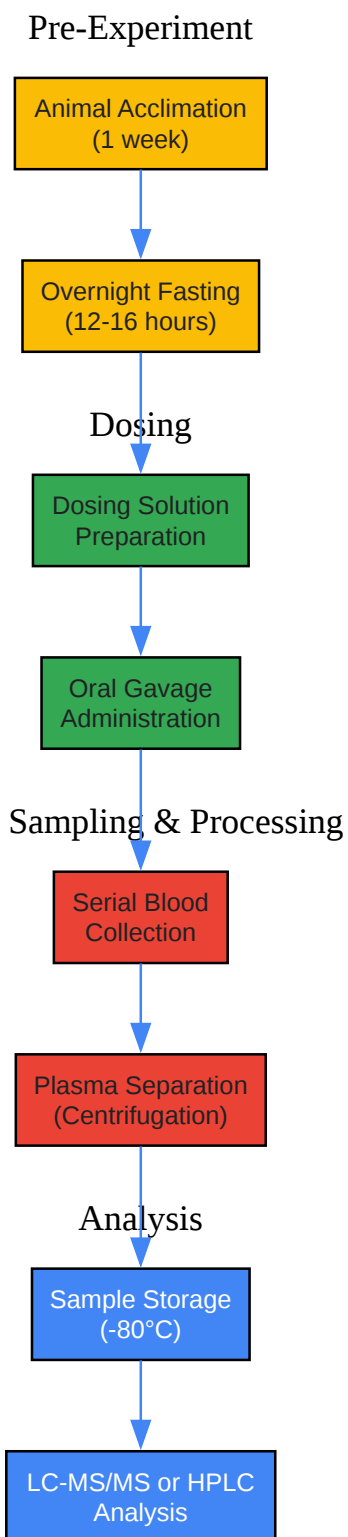 Pre-Experiment
Animal Acclimation
(1 week)
Overnight Fasting
(12-16 hours)
Dosing
Dosing Solution
Preparation
Oral Gavage
Administration
Sampling & Processing
Serial Blood
Collection
Plasma Separation
(Centrifugation)
Analysis
Sample Storage
(-80°C)
LC-MS/MS or HPLC
Analysis